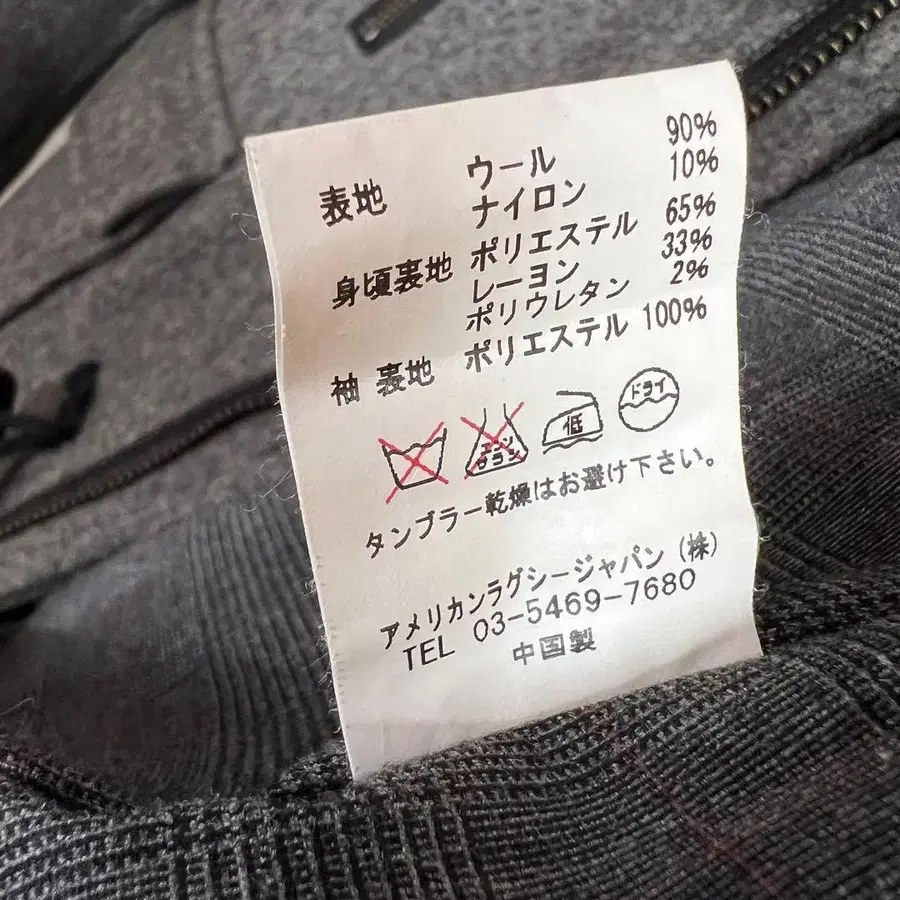 表地 ウール 90%
ナイロン 10%
身頃裏地 ポリエステル 65%
レーヨン 33%
ポリウレタン 2%
袖 裏地 ポリエステル 100%
エンソ サラシ 低 ドライ
タンブラー乾燥はお避け下さい。
アメリカンラグシージャパン(株)
TEL 03-5469-7680
中国製